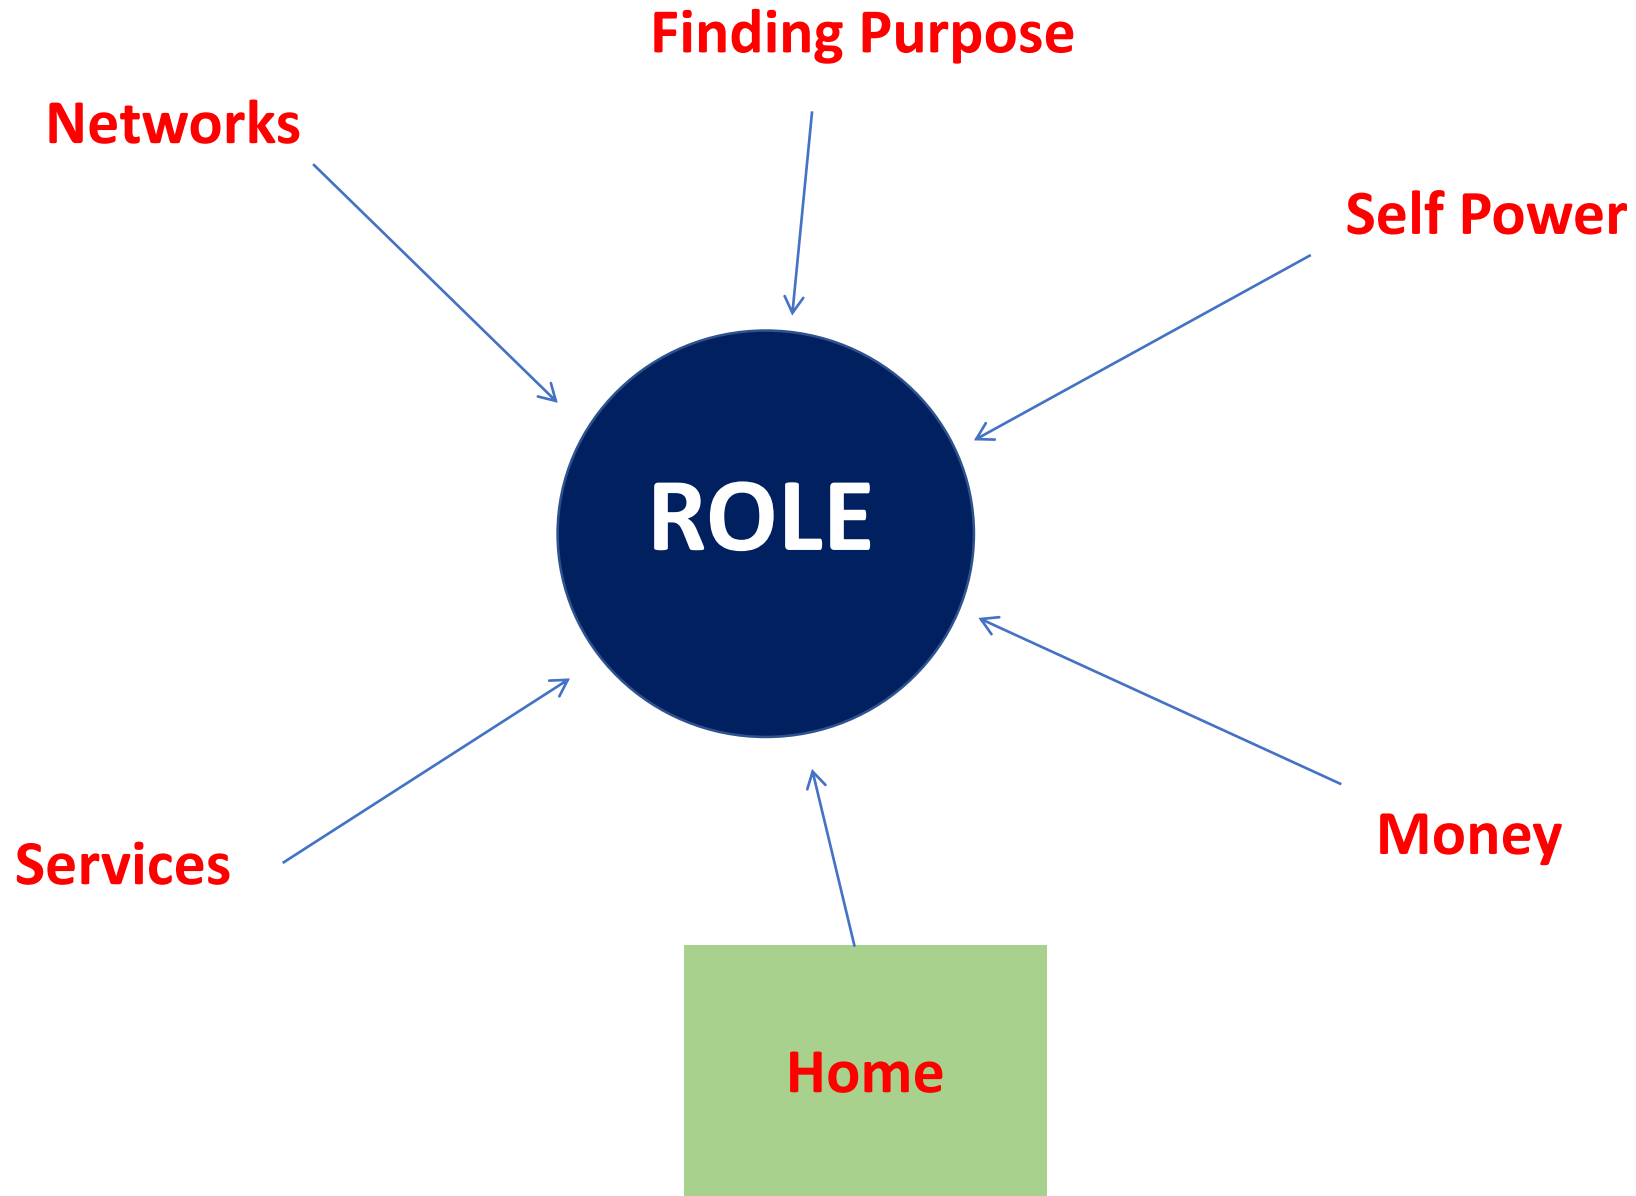 Finding Purpose
Networks
Self Power
ROLE
Money
Services
Home